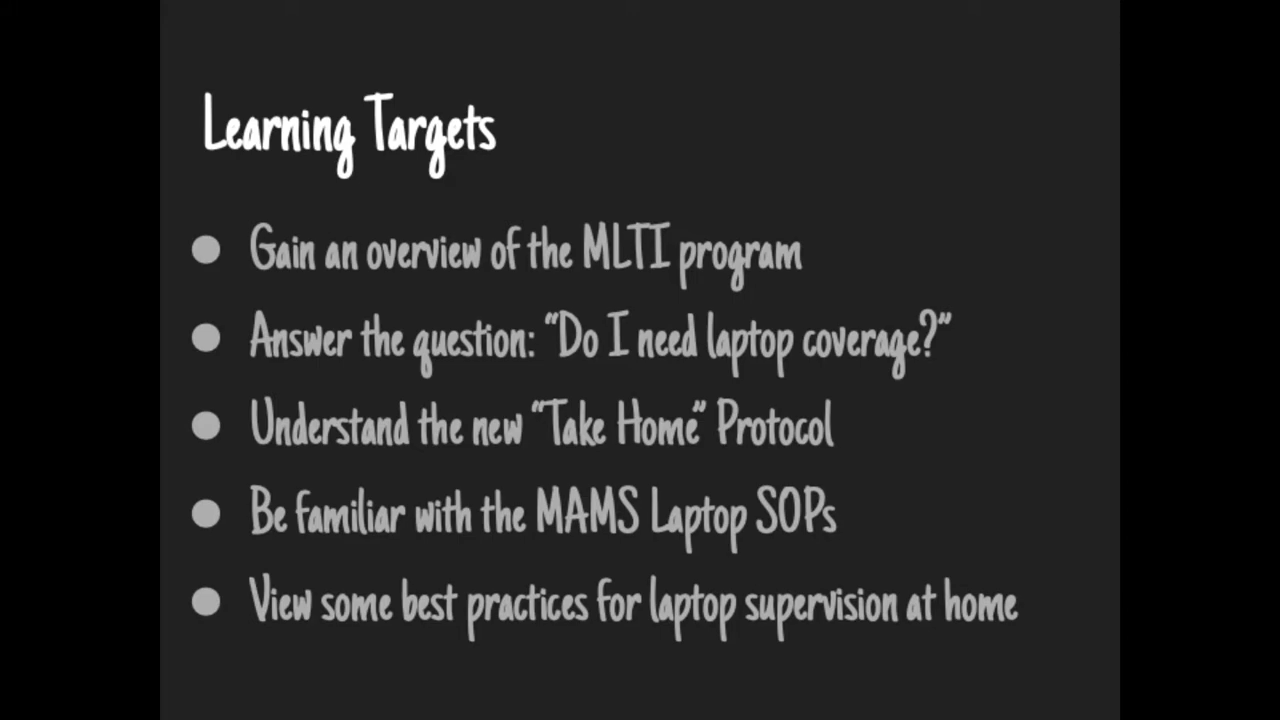 Learning Targets
● Gain an overview of the MLTI program
● Answer the question: “Do I need laptop coverage?”
● Understand the new “Take Home” Protocol
● Be familiar with the MAMS Laptop SOPs
● View some best practices for laptop supervision at home